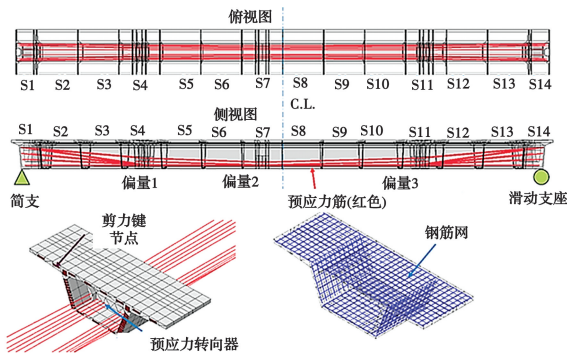 俯视图
S1 S2 S3 S4 S5 S6 S7 S8 S9 S10 S11 S12 S13 S14
C.L.
侧视图
S1 S2 S3 S4 S5 S6 S7 S8 S9 S10 S11 S12 S13 S14
偏量1 偏量2 偏量3
简支 预应力筋(红色) 滑动支座
剪力键
节点
钢筋网
预应力转向器